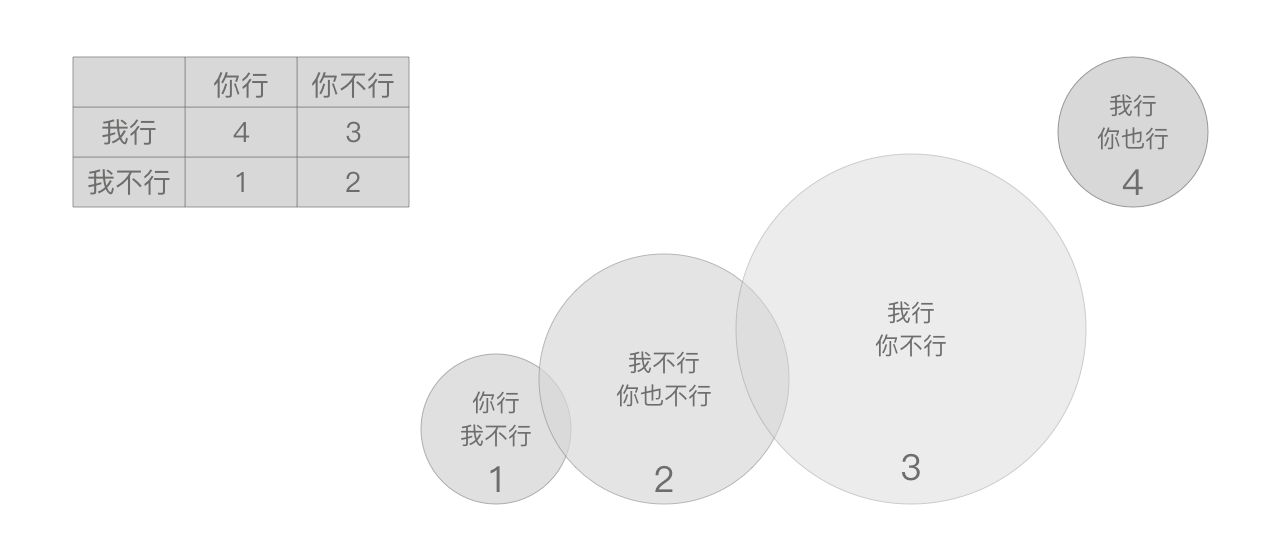 你行 你不行
我行 4 3
我不行 1 2
你行
我不行
1
我不行
你也不行
2
我行
你不行
3
我行
你也行
4